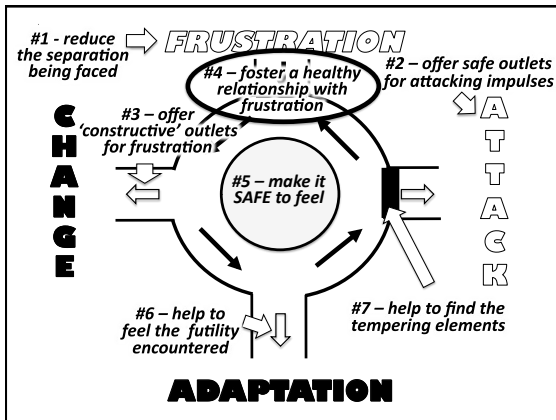 #1 - reduce
the separation
being faced
FRUSTRATION
#2 – offer safe outlets
for attacking impulses
#4 – foster a healthy
relationship with
frustration
#3 – offer
‘constructive’ outlets
for frustration
CHANGE
ATTACK
#5 – make it
SAFE to feel
#6 – help to
feel the futility
encountered
#7 – help to find the
tempering elements
ADAPTATION